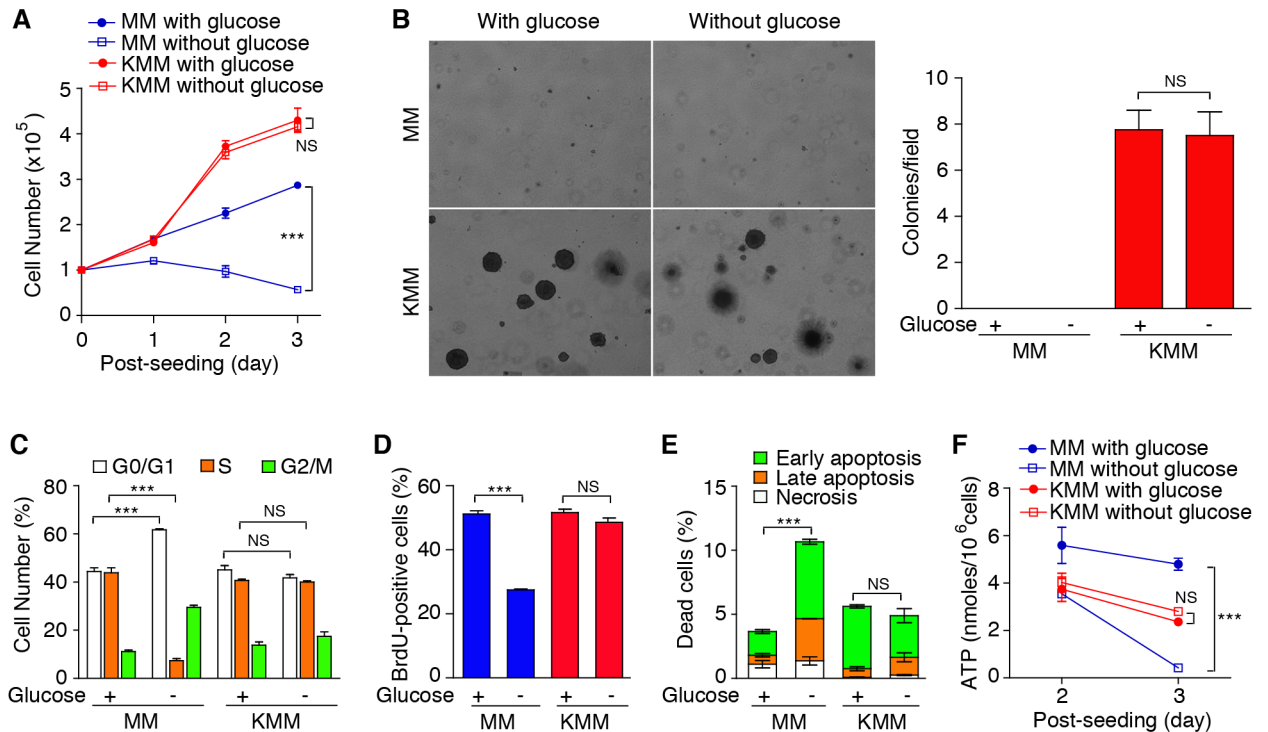 A
MM with glucose
MM without glucose
KMM with glucose
KMM without glucose
Cell Number (x10 5)
5
4
3
2
1
0
NS
***
0 1 2 3
Post-seeding (day)
B
With glucose Without glucose
MM
KMM
Colonies/field
10
8
6
4
2
0
NS
Glucose + - + -
MM KMM
C
G0/G1 S G2/M
Cell Number (%)
80
60
40
20
0
***
***
NS
NS
Glucose + - + -
MM KMM
D
BrdU-positive cells (%)
60
40
20
0
*** NS
Glucose + - + -
MM KMM
E
Early apoptosis
Late apoptosis
Necrosis
Dead cells (%)
15
10
5
0
***
NS
Glucose + - + -
MM KMM
F
MM with glucose
MM without glucose
KMM with glucose
KMM without glucose
ATP (nmoles/10 6cells)
8
6
4
2
0
NS
***
2 3
Post-seeding (day)